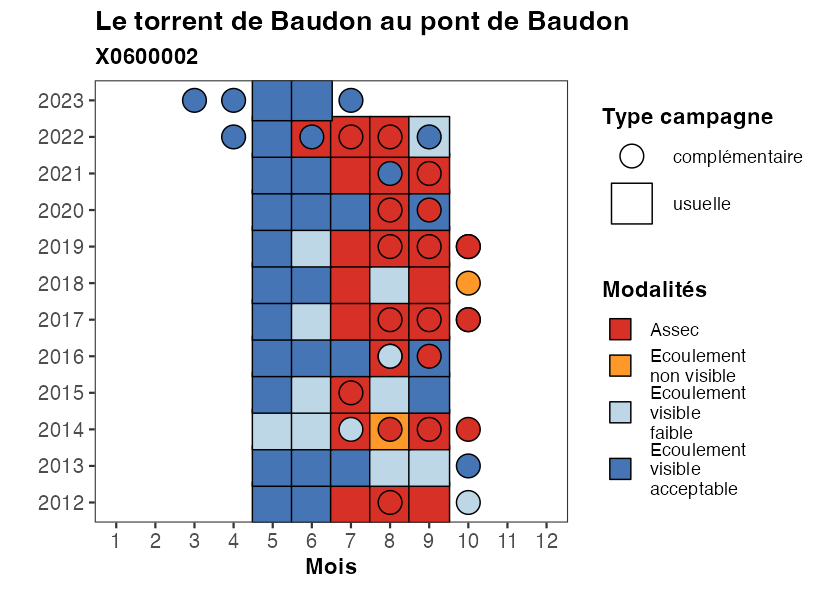 Le torrent de Baudon au pont de Baudon
X0600002
2023
2022
2021
2020
2019
2018
2017
2016
2015
2014
2013
2012
1 2 3 4 5 6 7 8 9 10 11 12
Mois
Type campagne
complémentaire
usuelle
Modalités
Assec
Ecoulement
non visible
Ecoulement
visible
faible
Ecoulement
visible
acceptable